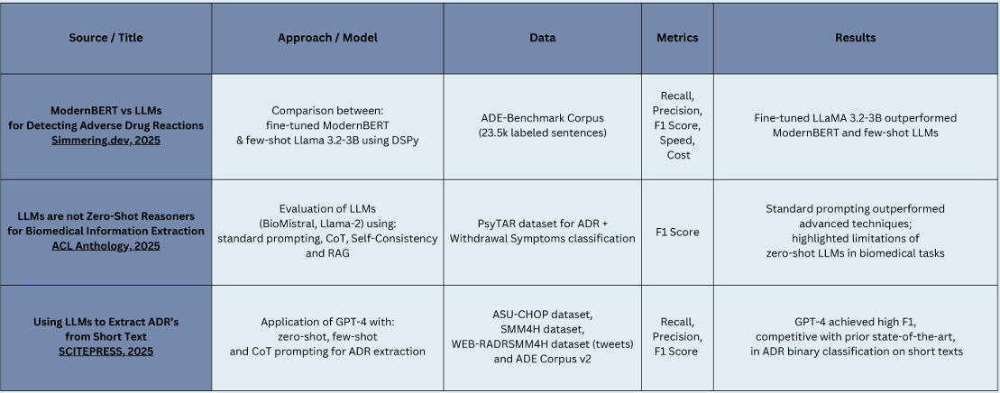 Source / Title
Approach / Model
Data
Metrics
Results
ModernBERT vs LLMs
for Detecting Adverse Drug Reactions
Simmering.dev, 2025
Comparison between:
fine-tuned ModernBERT
& few-shot Llama 3.2-3B using DSPy
ADE-Benchmark Corpus
(23.5k labeled sentences)
Recall,
Precision,
F1 Score,
Speed,
Cost
Fine-tuned LLaMA 3.2-3B outperformed
ModernBERT and few-shot LLMs
LLMs are not Zero-Shot Reasoners
for Biomedical Information Extraction
ACL Anthology, 2025
Evaluation of LLMs
(BioMistral, Llama-2) using:
standard prompting, CoT, Self-Consistency
and RAG
PsyTAR dataset for ADR +
Withdrawal Symptoms classification
F1 Score
Standard prompting outperformed
advanced techniques;
highlighted limitations of
zero-shot LLMs in biomedical tasks
Using LLMs to Extract ADR's
from Short Text
SCITEPRESS, 2025
Application of GPT-4 with:
zero-shot, few-shot
and CoT prompting for ADR extraction
ASU-CHOP dataset,
SMM4H dataset,
WEB-RADRSMM4H dataset (tweets)
and ADE Corpus v2
Recall,
Precision,
F1 Score
GPT-4 achieved high F1,
competitive with prior state-of-the-art,
in ADR binary classification on short texts